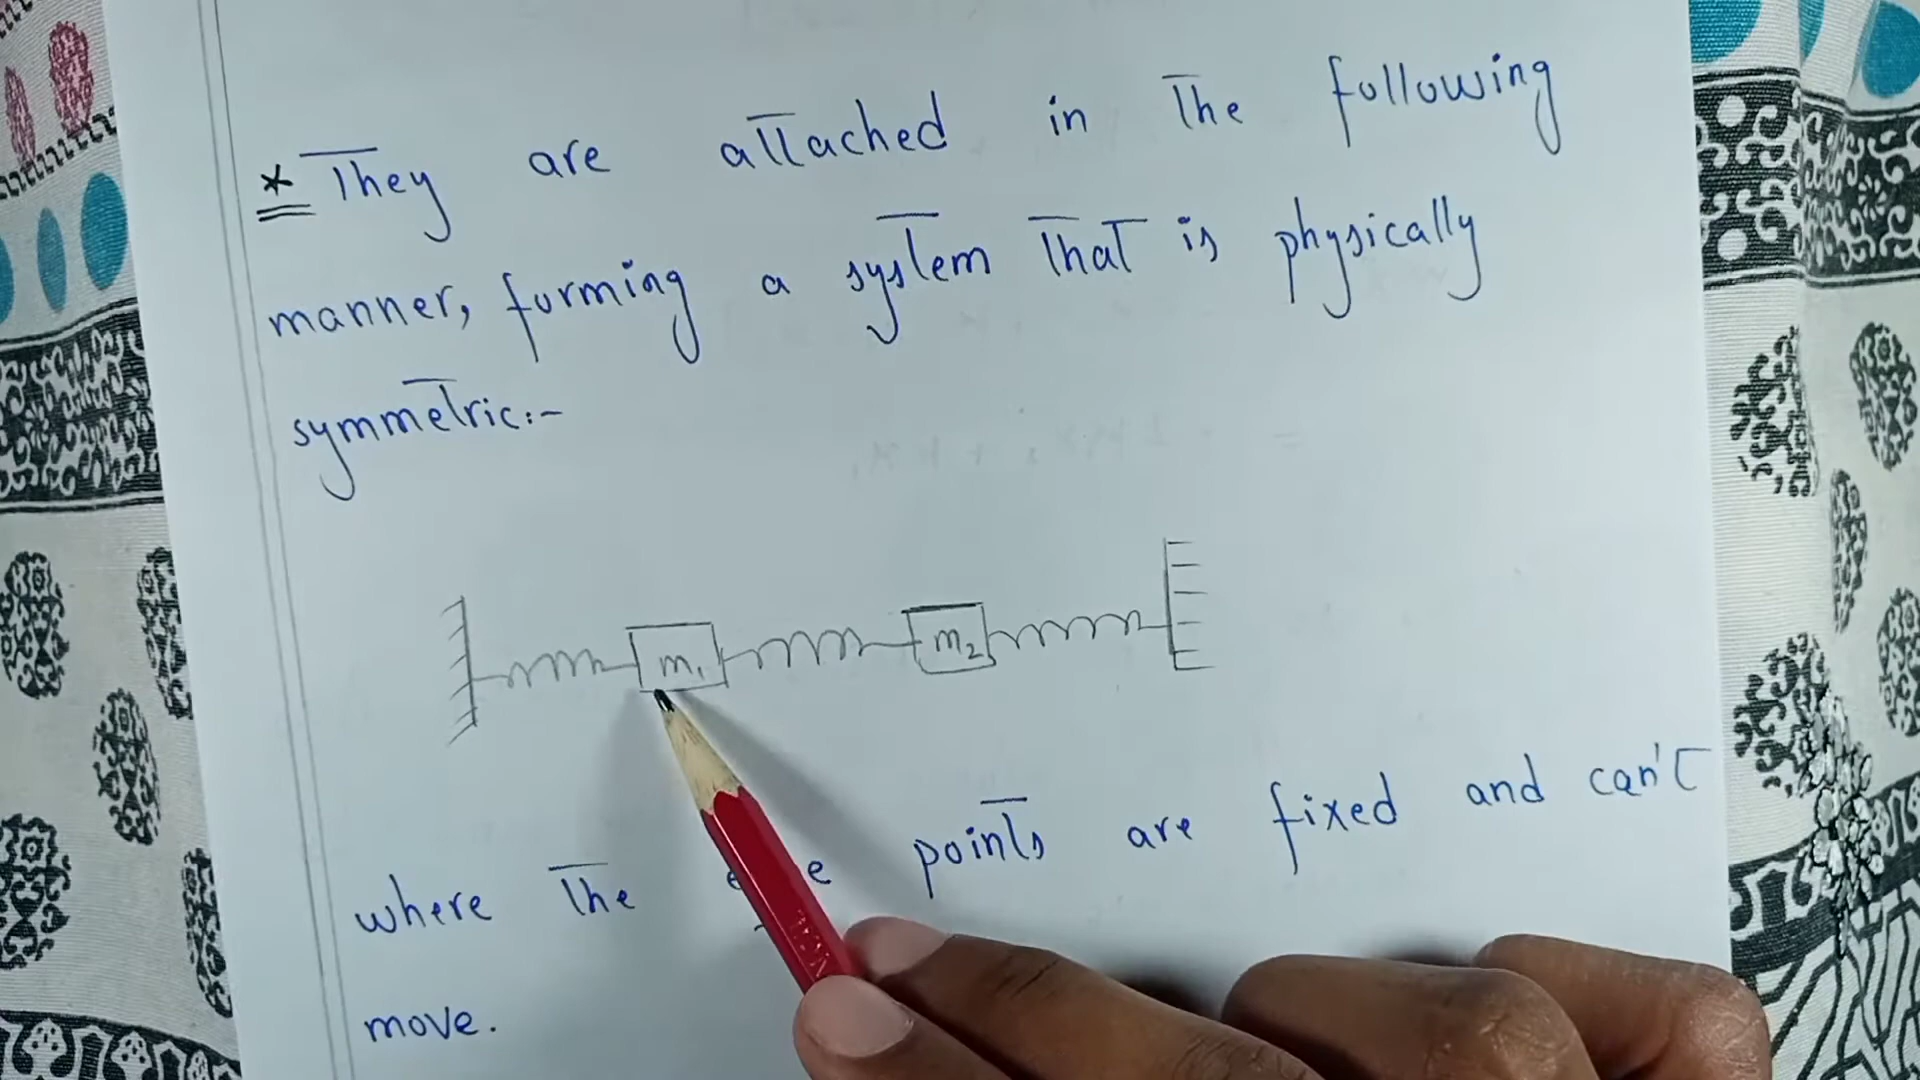 * They are attached in the following
manner, forming a system that is physically
symmetric:-
m₁ m₂
where the points are fixed and can't
move.